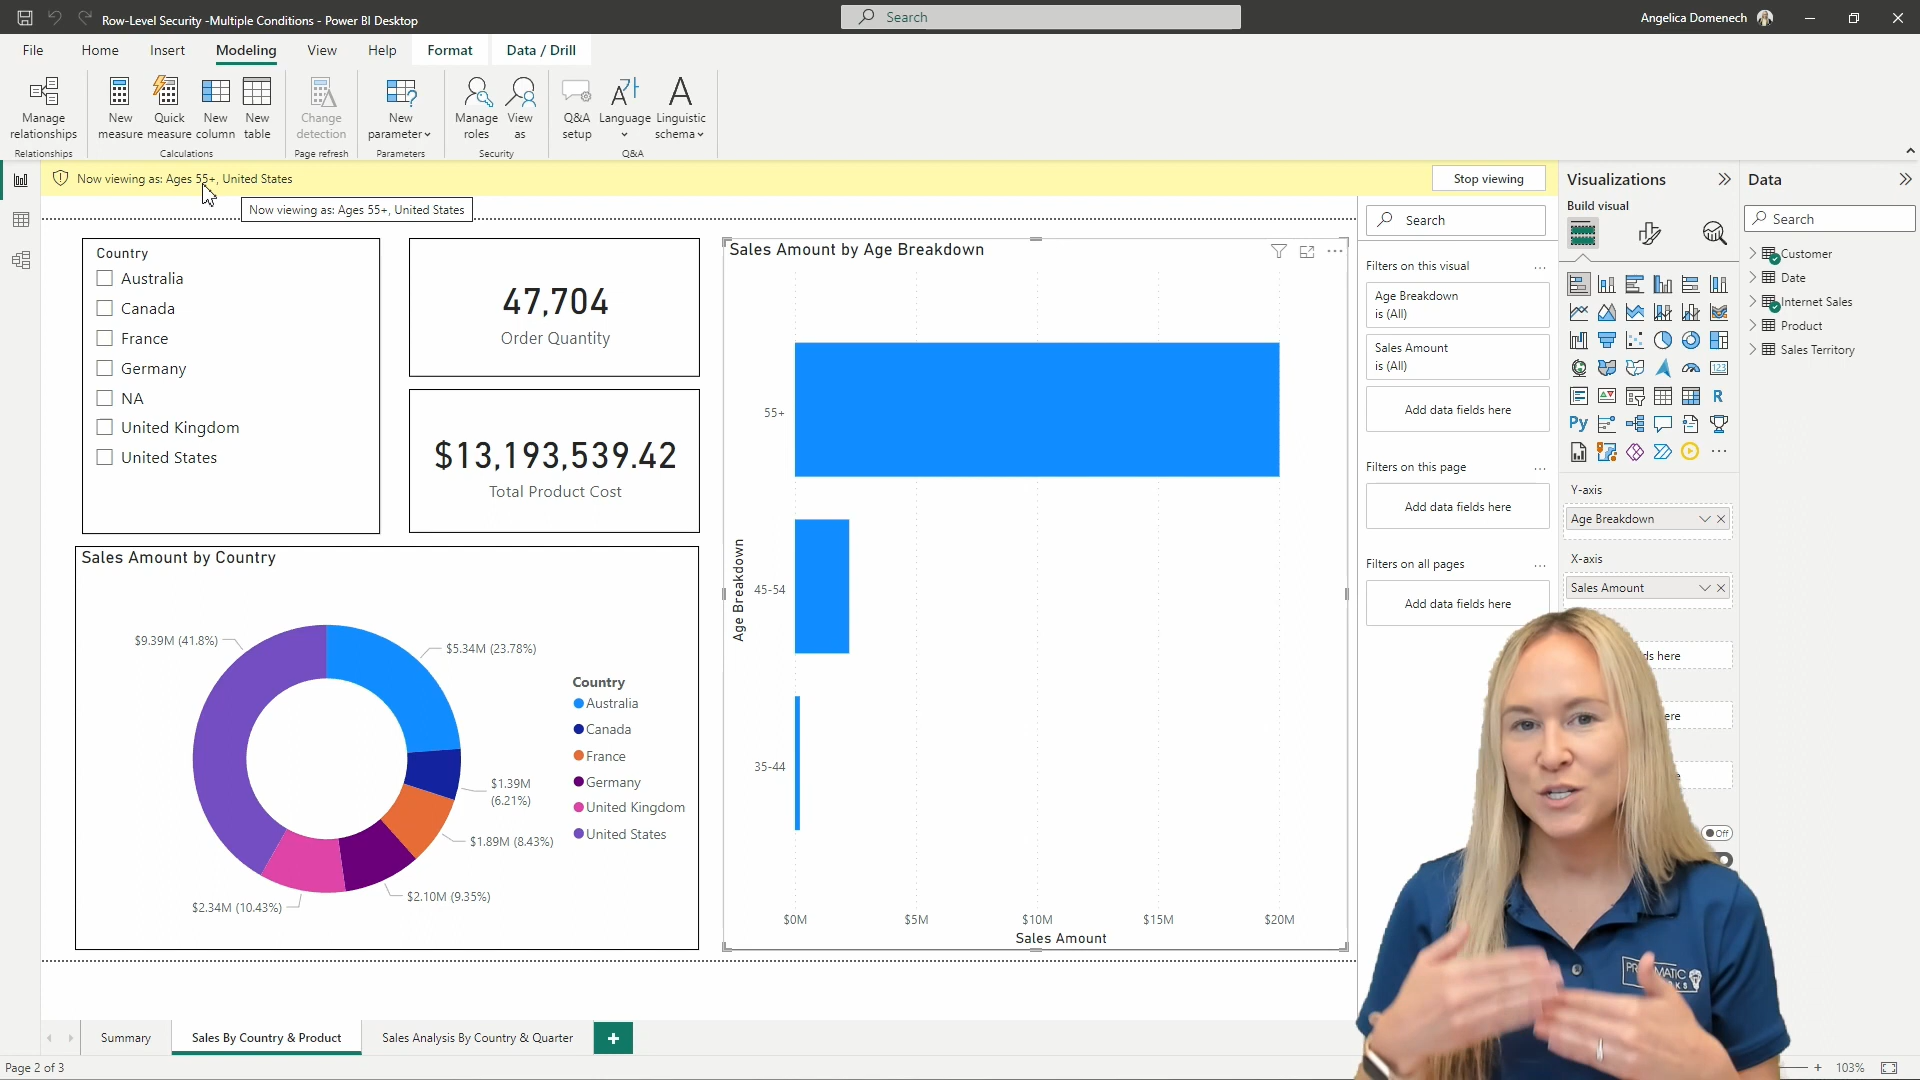 Row-Level Security -Multiple Conditions - Power BI Desktop
Search
Angelica Domenech
File
Home
Insert
Modeling
View
Help
Format
Data / Drill
Manage
relationships
New
measure
Quick
measure
New
column
New
table
Change
detection
New
parameter
Manage
roles
View
as
Q&A
setup
Language
Linguistic
schema
Relationships
Calculations
Page refresh
Parameters
Security
Q&A
Now viewing as: Ages 55+, United States
Stop viewing
Now viewing as: Ages 55+, United States
Country
Australia
Canada
France
Germany
NA
United Kingdom
United States
47,704
Order Quantity
$13,193,539.42
Total Product Cost
Sales Amount by Country
$9.39M (41.8%)
$5.34M (23.78%)
$1.39M
(6.21%)
$1.89M (8.43%)
$2.10M (9.35%)
$2.34M (10.43%)
Country
Australia
Canada
France
Germany
United Kingdom
United States
Sales Amount by Age Breakdown
Age Breakdown
55+
45-54
35-44
$0M
$5M
$10M
$15M
$20M
Sales Amount
Search
Filters on this visual
Age Breakdown
is (All)
Sales Amount
is (All)
Add data fields here
Filters on this page
Add data fields here
Filters on all pages
Add data fields here
Visualizations
Build visual
123
R
Py
Y-axis
Age Breakdown
X-axis
Sales Amount
ds here
ere
Off
Data
Search
Customer
Date
Internet Sales
Product
Sales Territory
Summary
Sales By Country & Product
Sales Analysis By Country & Quarter
+
Page 2 of 3
103%